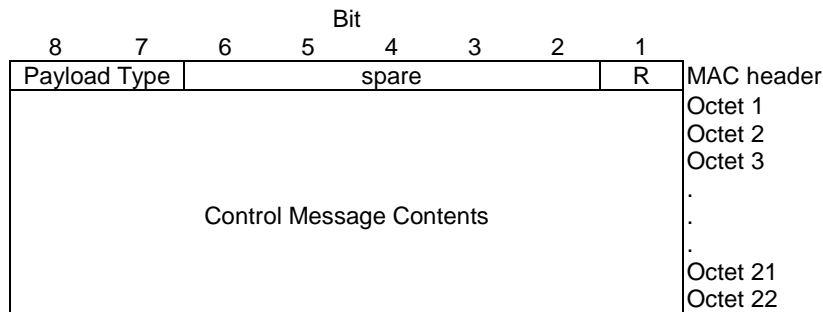 Bit
8 7 6 5 4 3 2 1
Payload Type spare R MAC header
Octet 1
Octet 2
Octet 3
.
Control Message Contents .
.
Octet 21
Octet 22